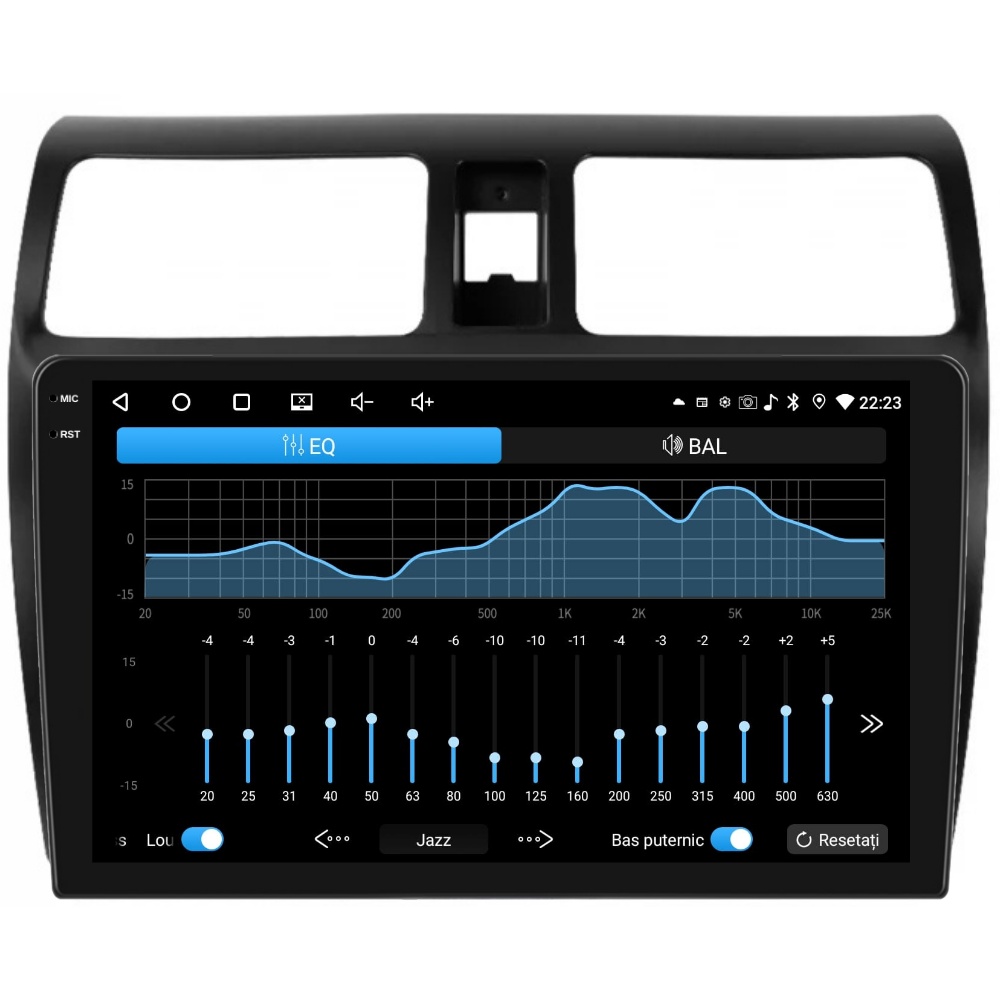 MIC
22:23
RST
EQ BAL
15
0
-15
20 50 100 200 500 1K 2K 5K 10K 25K
-4 -4 -3 -1 0 -4 -6 -10 -10 -11 -4 -3 -2 -2 +2 +5
15
0
-15
20 25 31 40 50 63 80 100 125 160 200 250 315 400 500 630
s Lou Jazz Bas puternic Resetați